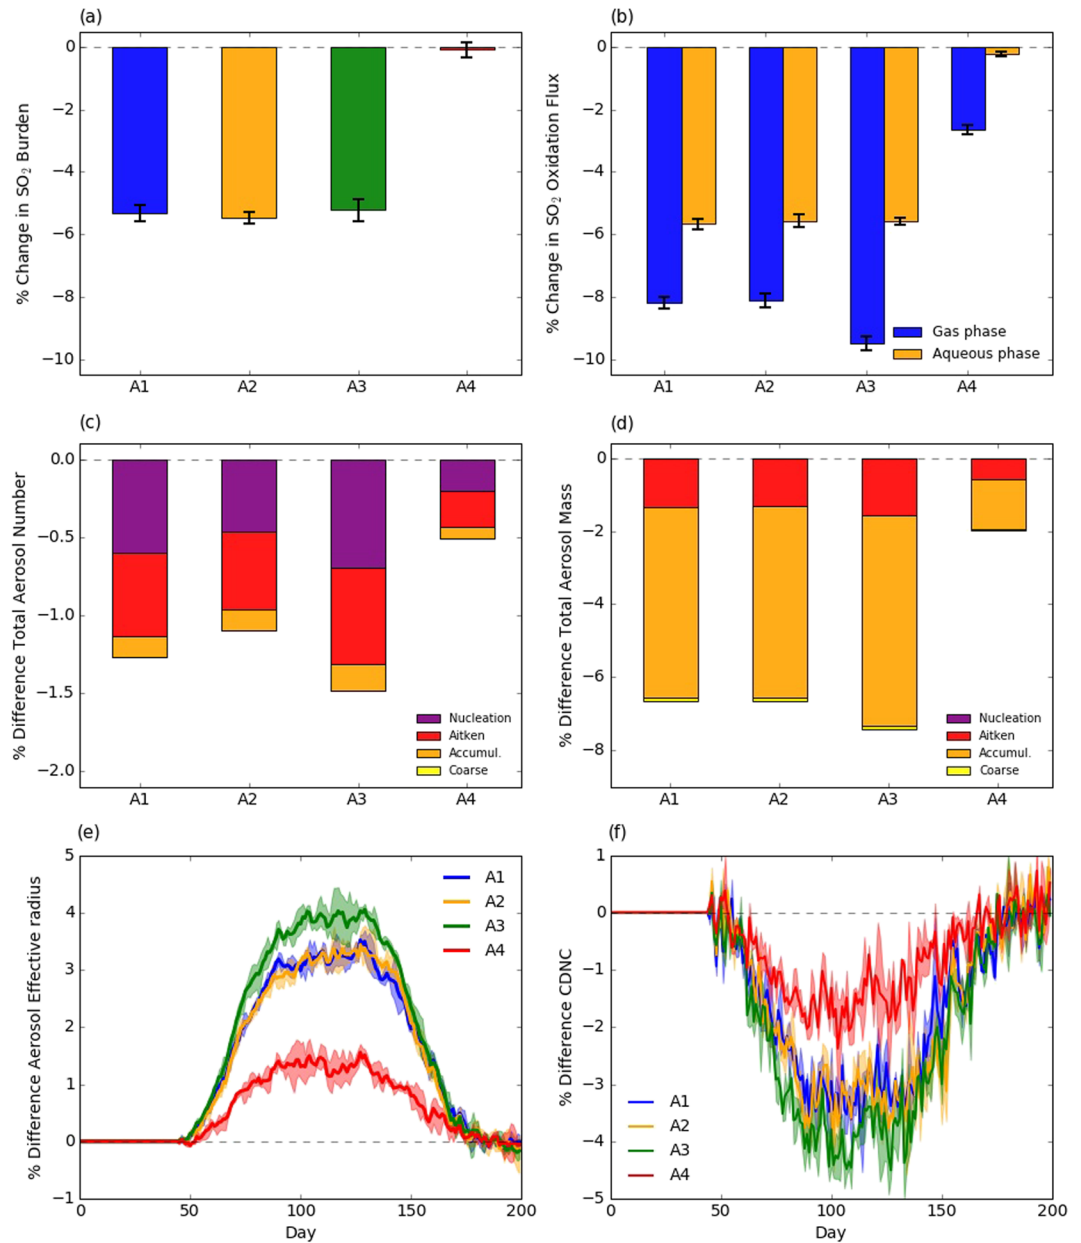 (a)
% Change in SO₂ Burden
0
−2
−4
−6
−8
−10
A1 A2 A3 A4
(b)
% Change in SO₂ Oxidation Flux
0
−2
−4
−6
−8
−10
A1 A2 A3 A4
Gas phase
Aqueous phase
(c)
% Difference Total Aerosol Number
0.0
−0.5
−1.0
−1.5
−2.0
A1 A2 A3 A4
Nucleation
Aitken
Accumul.
Coarse
(d)
% Difference Total Aerosol Mass
0
−2
−4
−6
−8
A1 A2 A3 A4
Nucleation
Aitken
Accumul.
Coarse
(e)
% Difference Aerosol Effective radius
5
4
3
2
1
0
−1
0 50 100 150 200
Day
A1
A2
A3
A4
(f)
% Difference CDNC
1
0
−1
−2
−3
−4
−5
0 50 100 150 200
Day
A1
A2
A3
A4